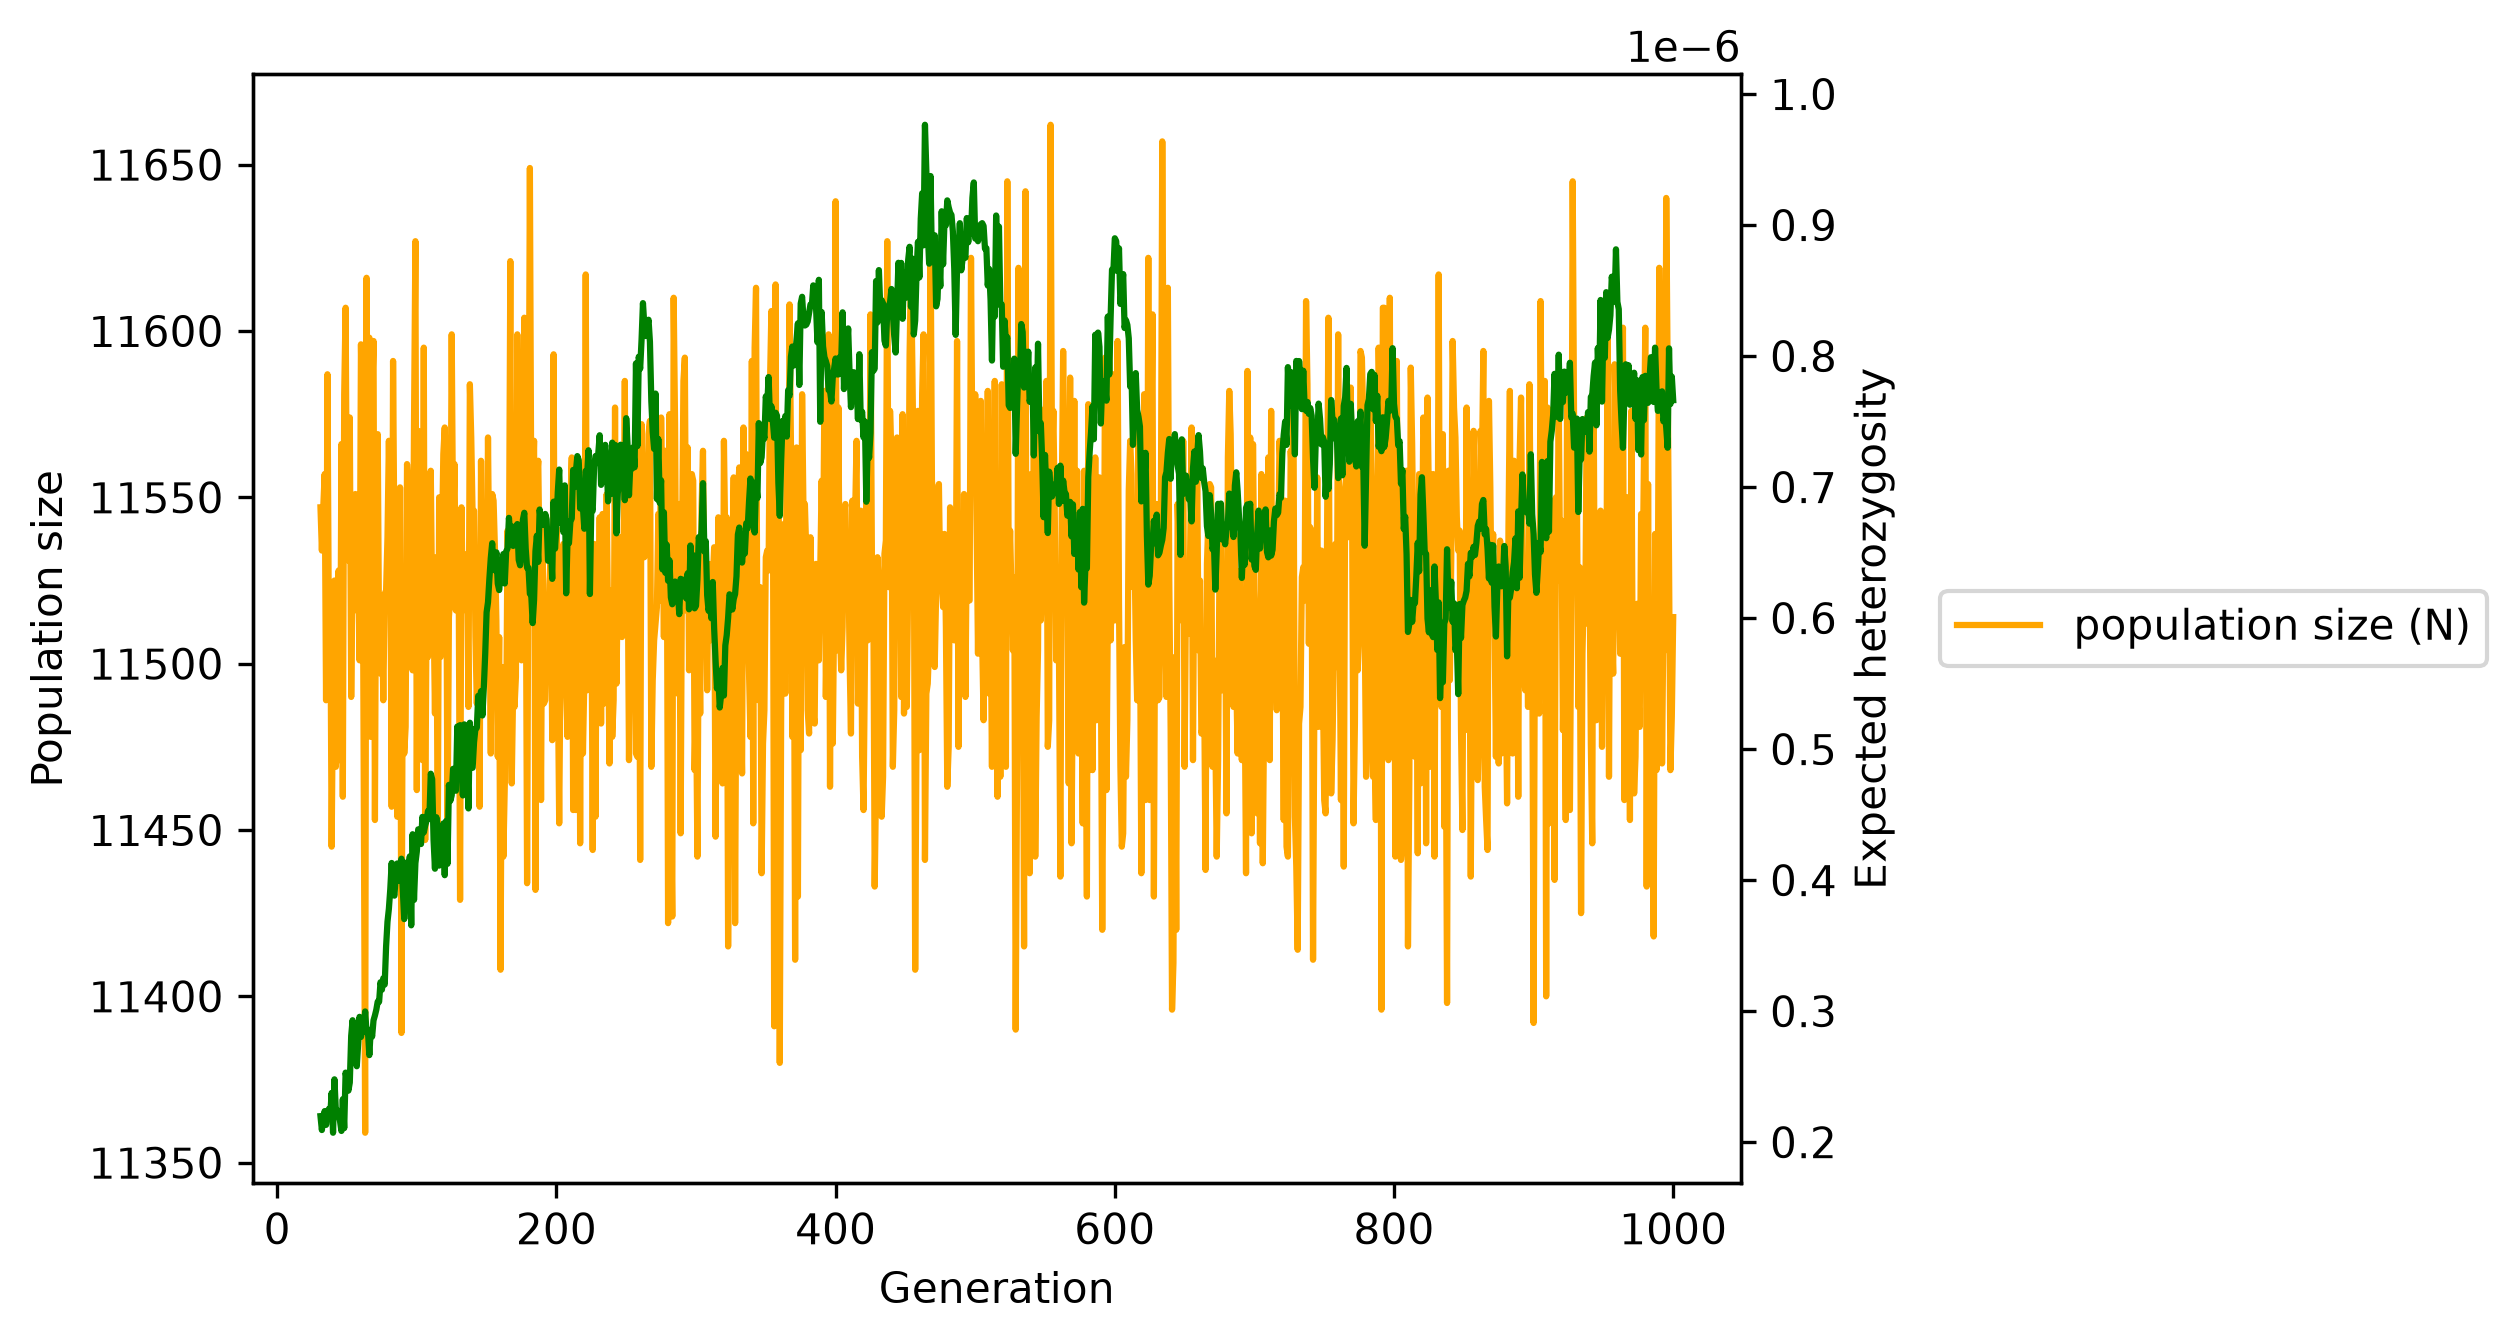 1e−6
11650
11600
11550
11500
11450
11400
11350
Population size
1.0
0.9
0.8
0.7
0.6
0.5
0.4
0.3
0.2
Expected heterozygosity
population size (N)
0 200 400 600 800 1000
Generation